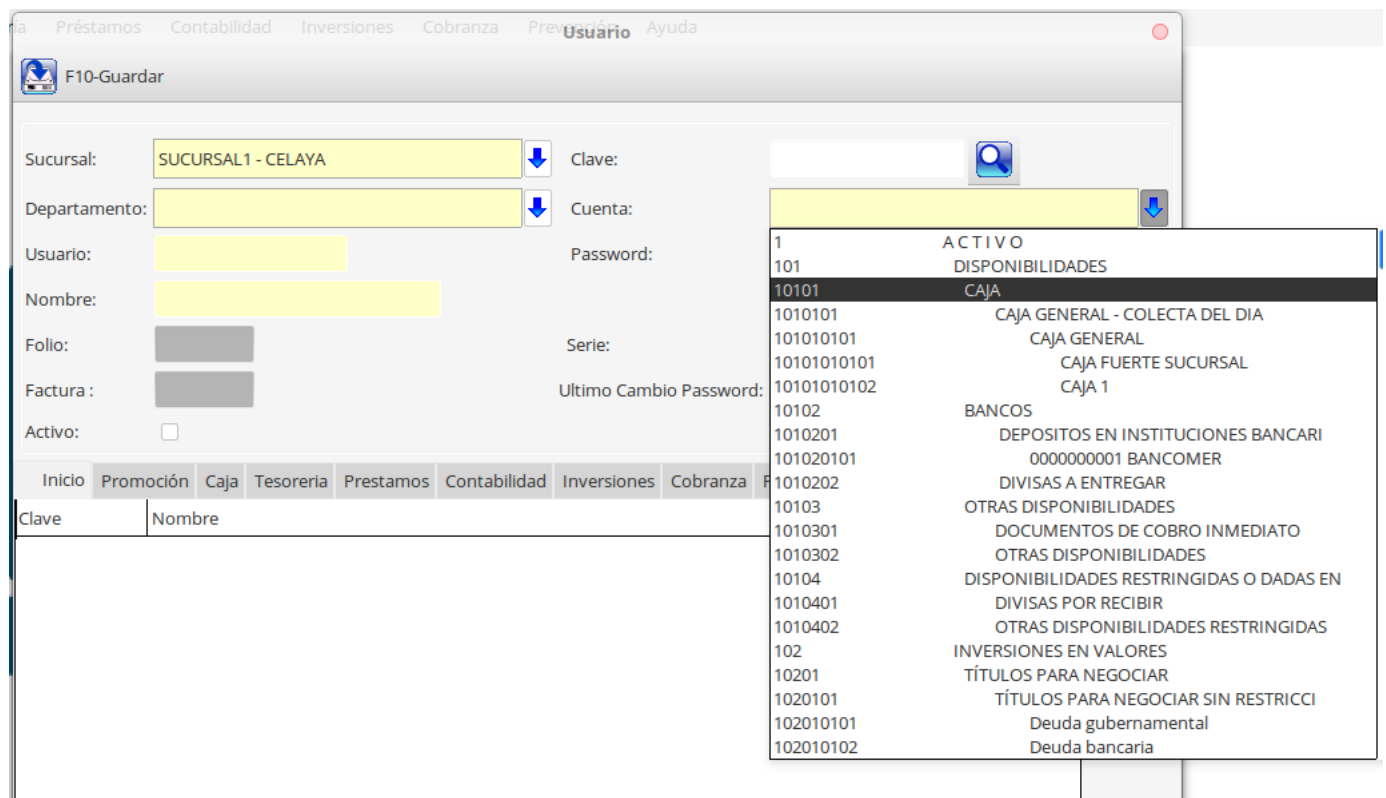 ía Préstamos Contabilidad Inversiones Cobranza Prevención Ayuda
Usuario
F10-Guardar
Sucursal: SUCURSAL1 - CELAYA Clave:
Departamento: Cuenta:
Usuario: Password:
Nombre:
Folio: Serie:
Factura : Ultimo Cambio Password:
Activo:
Inicio Promoción Caja Tesoreria Prestamos Contabilidad Inversiones Cobranza
Clave Nombre
1 A C T I V O
101 DISPONIBILIDADES
10101 CAJA
1010101 CAJA GENERAL - COLECTA DEL DIA
101010101 CAJA GENERAL
10101010101 CAJA FUERTE SUCURSAL
10101010102 CAJA 1
10102 BANCOS
1010201 DEPOSITOS EN INSTITUCIONES BANCARI
101020101 0000000001 BANCOMER
1010202 DIVISAS A ENTREGAR
10103 OTRAS DISPONIBILIDADES
1010301 DOCUMENTOS DE COBRO INMEDIATO
1010302 OTRAS DISPONIBILIDADES
10104 DISPONIBILIDADES RESTRINGIDAS O DADAS EN
1010401 DIVISAS POR RECIBIR
1010402 OTRAS DISPONIBILIDADES RESTRINGIDAS
102 INVERSIONES EN VALORES
10201 TÍTULOS PARA NEGOCIAR
1020101 TÍTULOS PARA NEGOCIAR SIN RESTRICCI
102010101 Deuda gubernamental
102010102 Deuda bancaria